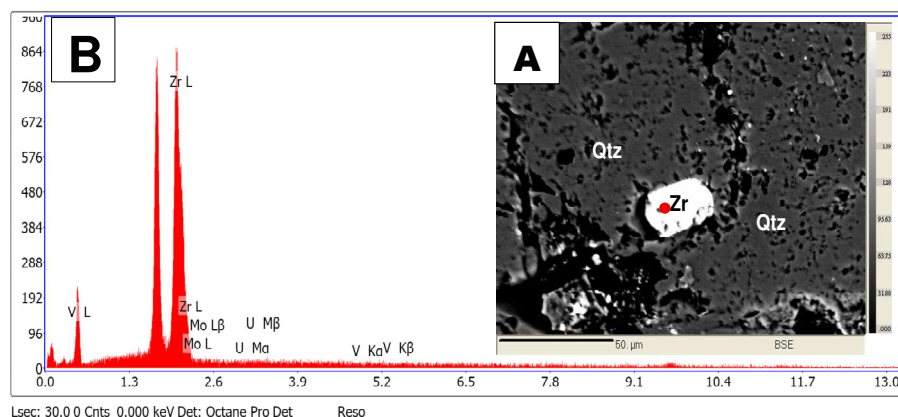 900
864
768
672
576
480
384
288
192
96
0
0.0 1.3 2.6 3.9 5.2 6.5 7.8 9.1 10.4 11.7 13.0
B
Zr L
V L
Zr L
Mo Lβ
Mo L
U Mβ
U Mα
V Kα
V Kβ
A
Qtz
Zr
Qtz
255
223
191
159
128
95.63
63.75
31.88
.000
50. µm BSE
Lsec: 30.0 0 Cnts 0.000 keV Det: Octane Pro Det Reso